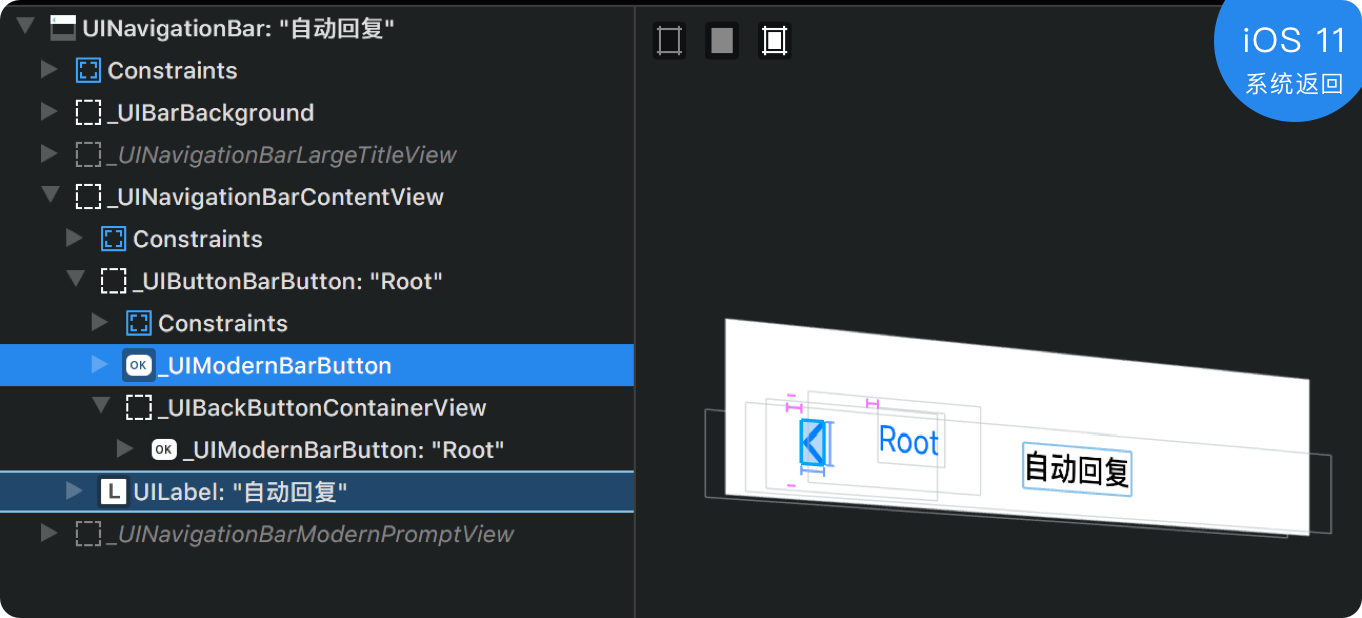 UINavigationBar: "自动回复"
Constraints
_UIBarBackground
_UINavigationBarLargeTitleView
_UINavigationBarContentView
Constraints
_UIButtonBarButton: "Root"
Constraints
OK _UIModernBarButton
_UIBackButtonContainerView
OK _UIModernBarButton: "Root"
L UILabel: "自动回复"
_UINavigationBarModernPromptView
iOS 11
系统返回
Root
自动回复